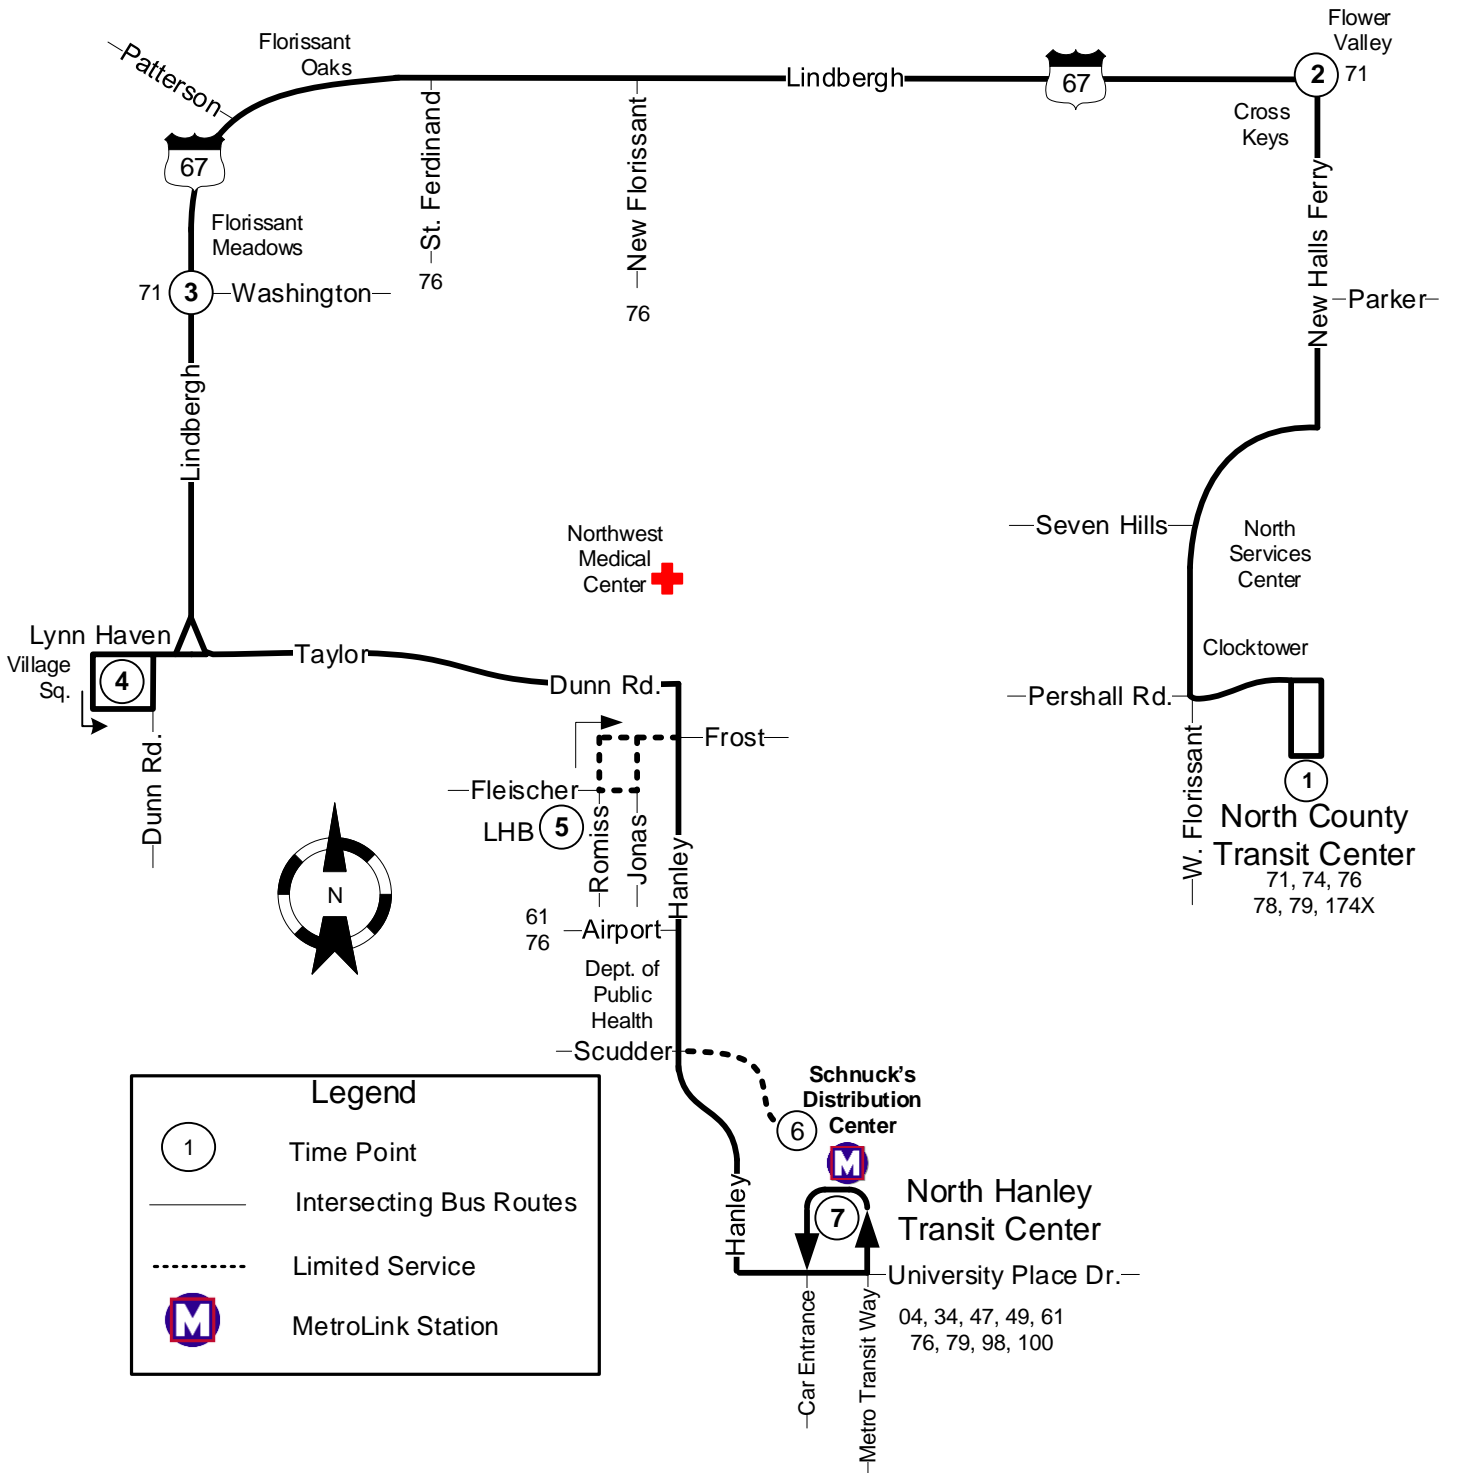 Flower
Valley
Florissant
Oaks
Patterson
Lindbergh
67
2
71
Cross
Keys
67
St. Ferdinand
76
New Florissant
76
New Halls Ferry
Florissant
Meadows
71
3
Washington
Parker
Lindbergh
Northwest
Medical
Center
Seven Hills
North
Services
Center
Lynn Haven
Village
Sq.
4
Taylor
Clocktower
Dunn Rd.
Pershall Rd.
Dunn Rd.
Frost
Fleischer
LHB
5
Romiss
Jonas
Hanley
W. Florissant
1
North County
Transit Center
71, 74, 76
78, 79, 174X
N
61
76
Airport
Dept. of
Public
Health
Scudder
Schnuck's
Distribution
Center
6
M
7
North Hanley
Transit Center
Hanley
University Place Dr.
04, 34, 47, 49, 61
76, 79, 98, 100
Car Entrance
Metro Transit Way
Legend
1
Time Point
Intersecting Bus Routes
Limited Service
M
MetroLink Station